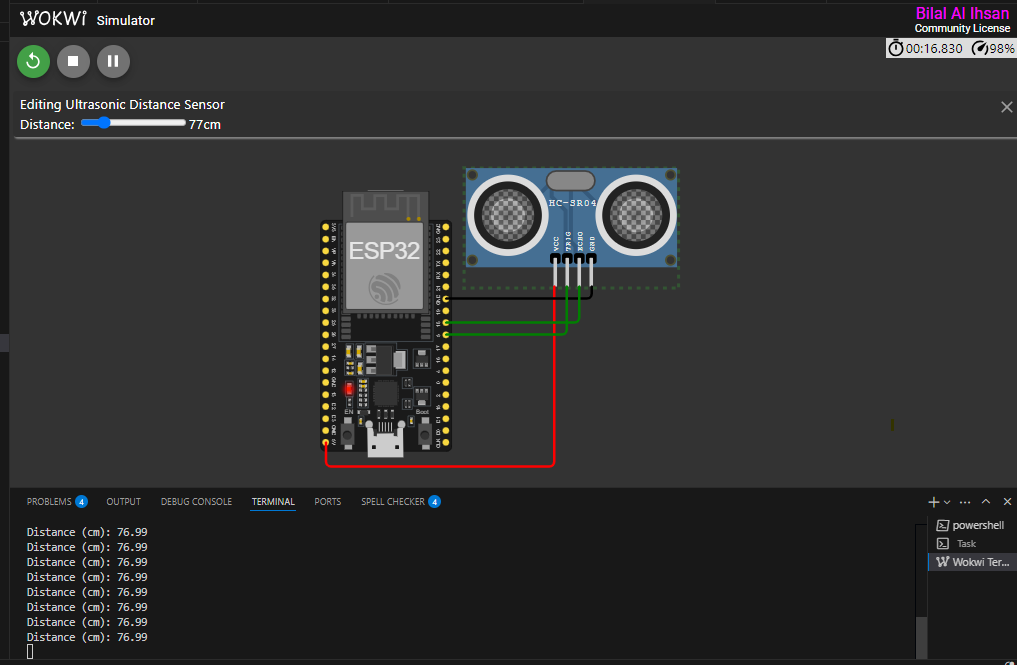 WOKWI Simulator
Bilal Al Ihsan
Community License
00:16.830 98%
Editing Ultrasonic Distance Sensor
Distance: 77cm
HC-SR04
VCC TRIG ECHO GND
ESP32
EN Boot
PROBLEMS 4 OUTPUT DEBUG CONSOLE TERMINAL PORTS SPELL CHECKER 4
powershell
Task
Wokwi Ter...
Distance (cm): 76.99
Distance (cm): 76.99
Distance (cm): 76.99
Distance (cm): 76.99
Distance (cm): 76.99
Distance (cm): 76.99
Distance (cm): 76.99
Distance (cm): 76.99